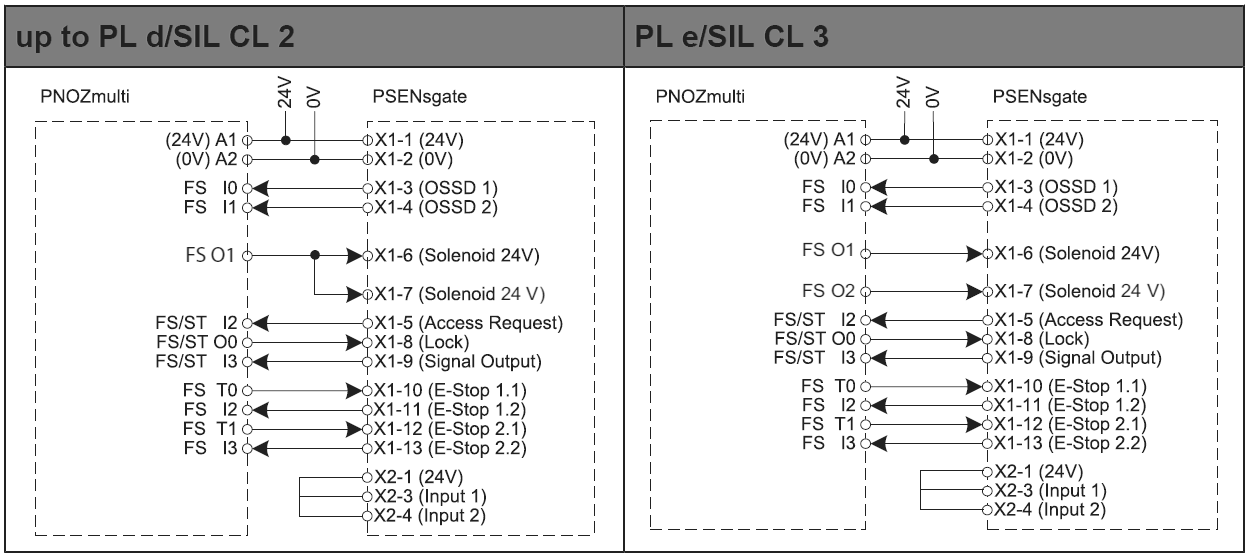 up to PL d/SIL CL 2
PL e/SIL CL 3
PNOZmulti
24V
0V
PSENsgate
(24V) A1
X1-1 (24V)
(0V) A2
X1-2 (0V)
FS I0
X1-3 (OSSD 1)
FS I1
X1-4 (OSSD 2)
FS O1
X1-6 (Solenoid 24V)
X1-7 (Solenoid 24 V)
FS/ST I2
X1-5 (Access Request)
FS/ST O0
X1-8 (Lock)
FS/ST I3
X1-9 (Signal Output)
FS T0
X1-10 (E-Stop 1.1)
FS I2
X1-11 (E-Stop 1.2)
FS T1
X1-12 (E-Stop 2.1)
FS I3
X1-13 (E-Stop 2.2)
X2-1 (24V)
X2-3 (Input 1)
X2-4 (Input 2)
PNOZmulti
24V
0V
PSENsgate
(24V) A1
X1-1 (24V)
(0V) A2
X1-2 (0V)
FS I0
X1-3 (OSSD 1)
FS I1
X1-4 (OSSD 2)
FS O1
X1-6 (Solenoid 24V)
FS O2
X1-7 (Solenoid 24 V)
FS/ST I2
X1-5 (Access Request)
FS/ST O0
X1-8 (Lock)
FS/ST I3
X1-9 (Signal Output)
FS T0
X1-10 (E-Stop 1.1)
FS I2
X1-11 (E-Stop 1.2)
FS T1
X1-12 (E-Stop 2.1)
FS I3
X1-13 (E-Stop 2.2)
X2-1 (24V)
X2-3 (Input 1)
X2-4 (Input 2)